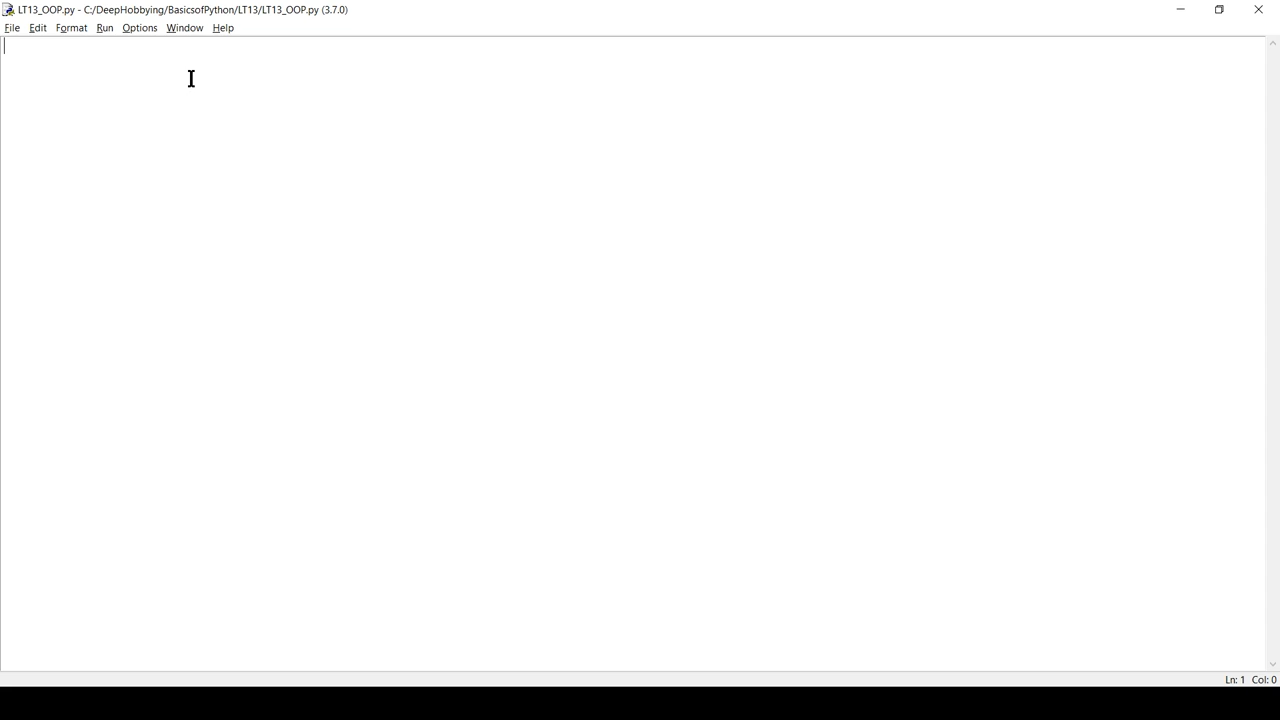 LT13_OOP.py - C:/DeepHobbying/BasicsofPython/LT13/LT13_OOP.py (3.7.0)
File Edit Format Run Options Window Help
Ln: 1 Col: 0